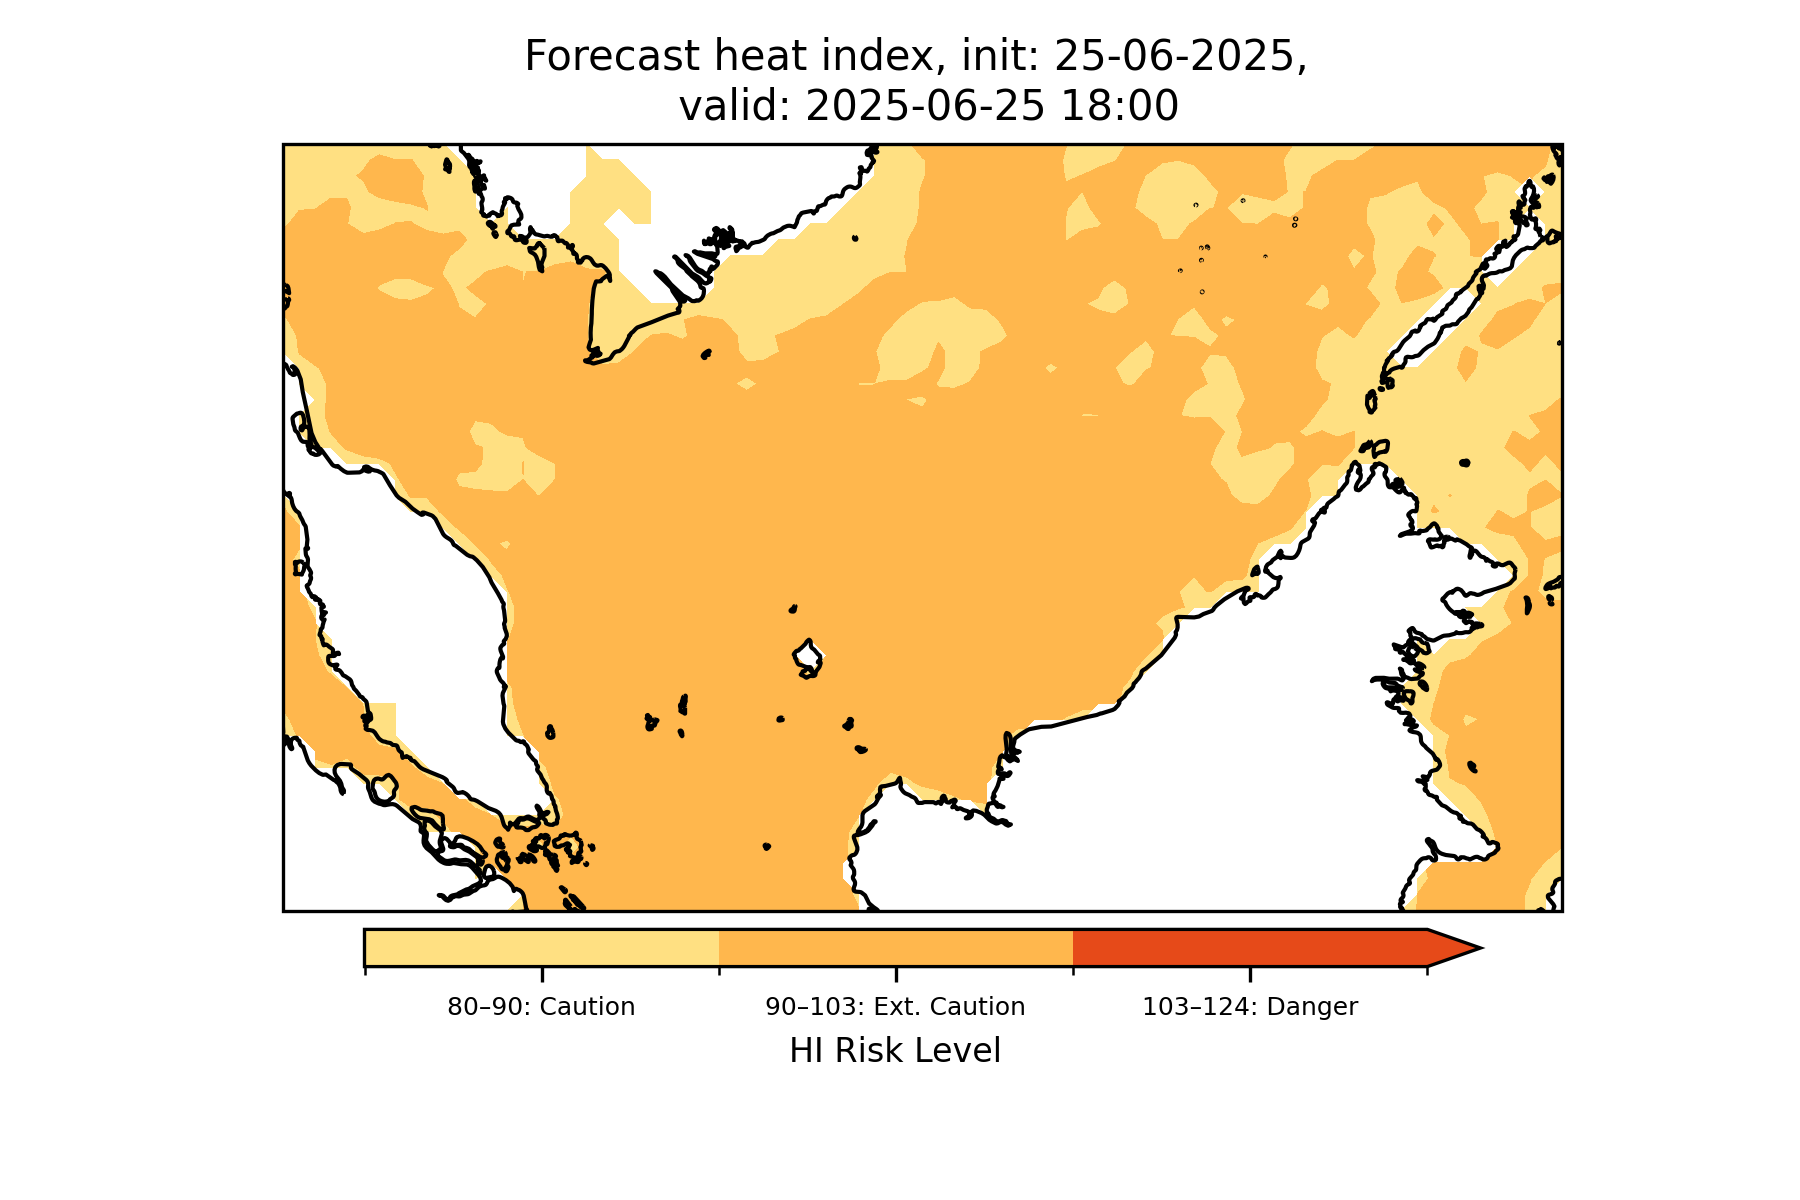 Forecast heat index, init: 25-06-2025,
valid: 2025-06-25 18:00
80–90: Caution
90–103: Ext. Caution
103–124: Danger
HI Risk Level